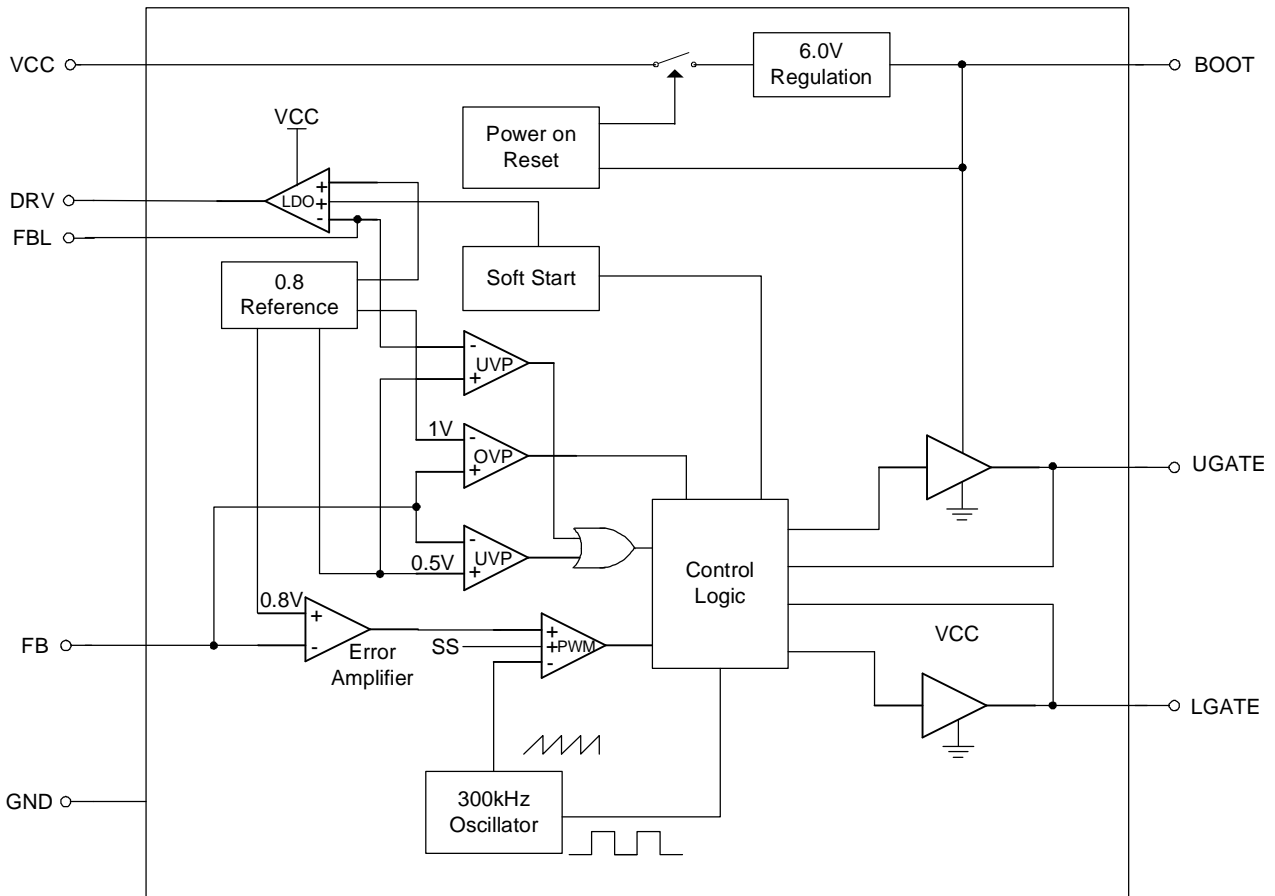 VCC
6.0V
Regulation
BOOT
Power on
Reset
VCC
DRV
+
LDO
+
-
FBL
Soft Start
0.8
Reference
-
UVP
+
1V
-
OVP
+
UGATE
-
UVP
0.5V
+
Control
Logic
0.8V
+
-
Error
Amplifier
FB
SS
+
+
PWM
-
VCC
LGATE
300kHz
Oscillator
GND